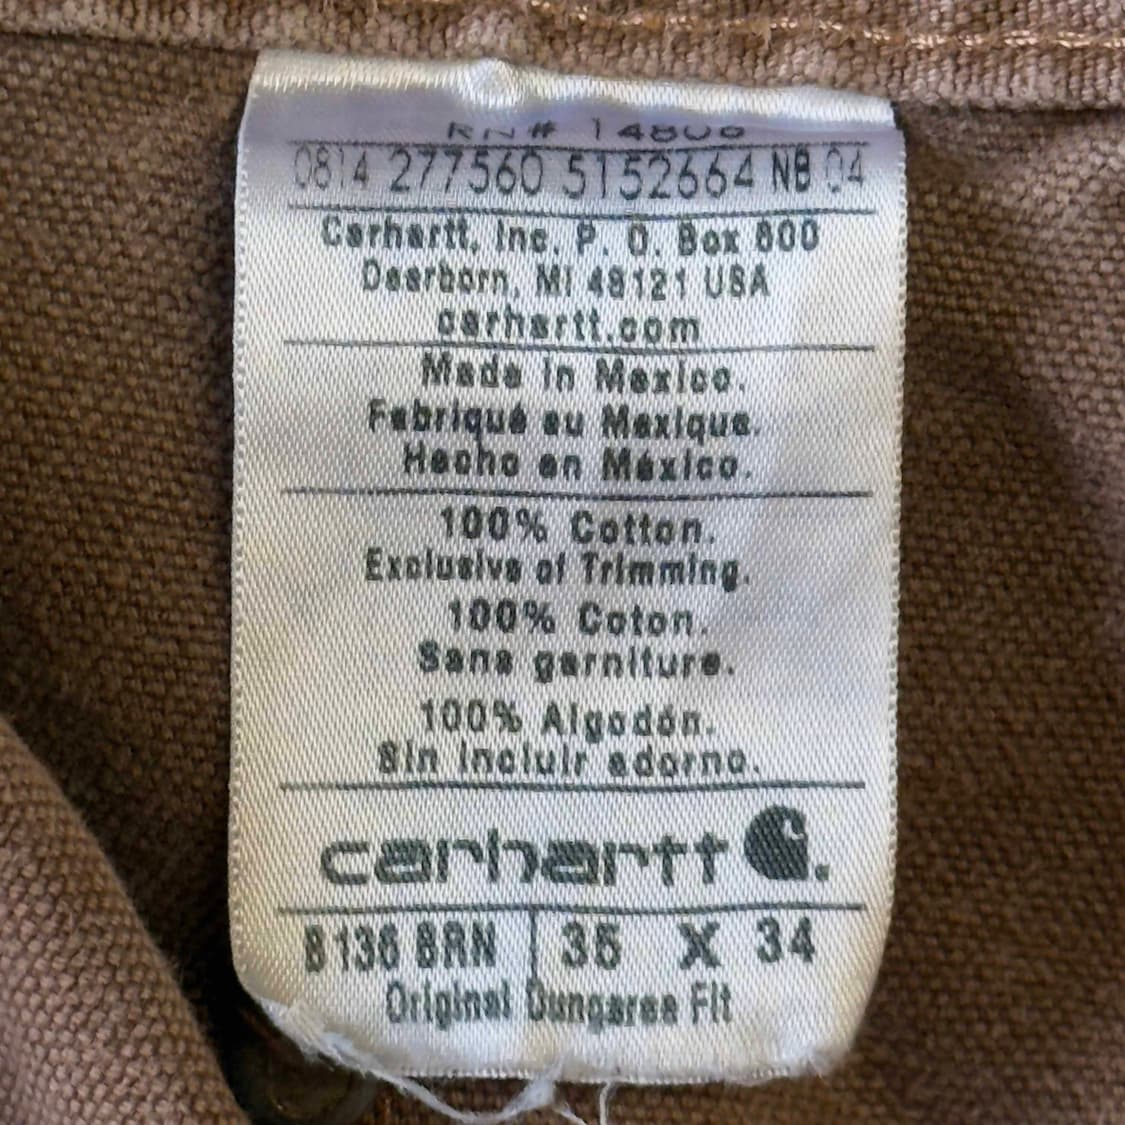 RN# 14806
0814 277560 5152664 NB 04
Carhartt, Inc. P. O. Box 600
Dearborn, MI 48121 USA
carhartt.com
Made in Mexico.
Fabriqué au Mexique.
Hecho en México.
100% Cotton.
Exclusive of Trimming.
100% Coton.
Sans garniture.
100% Algodón.
Sin incluir adorno.
carhartt
B136 BRN 36 X 34
Original Dungaree Fit